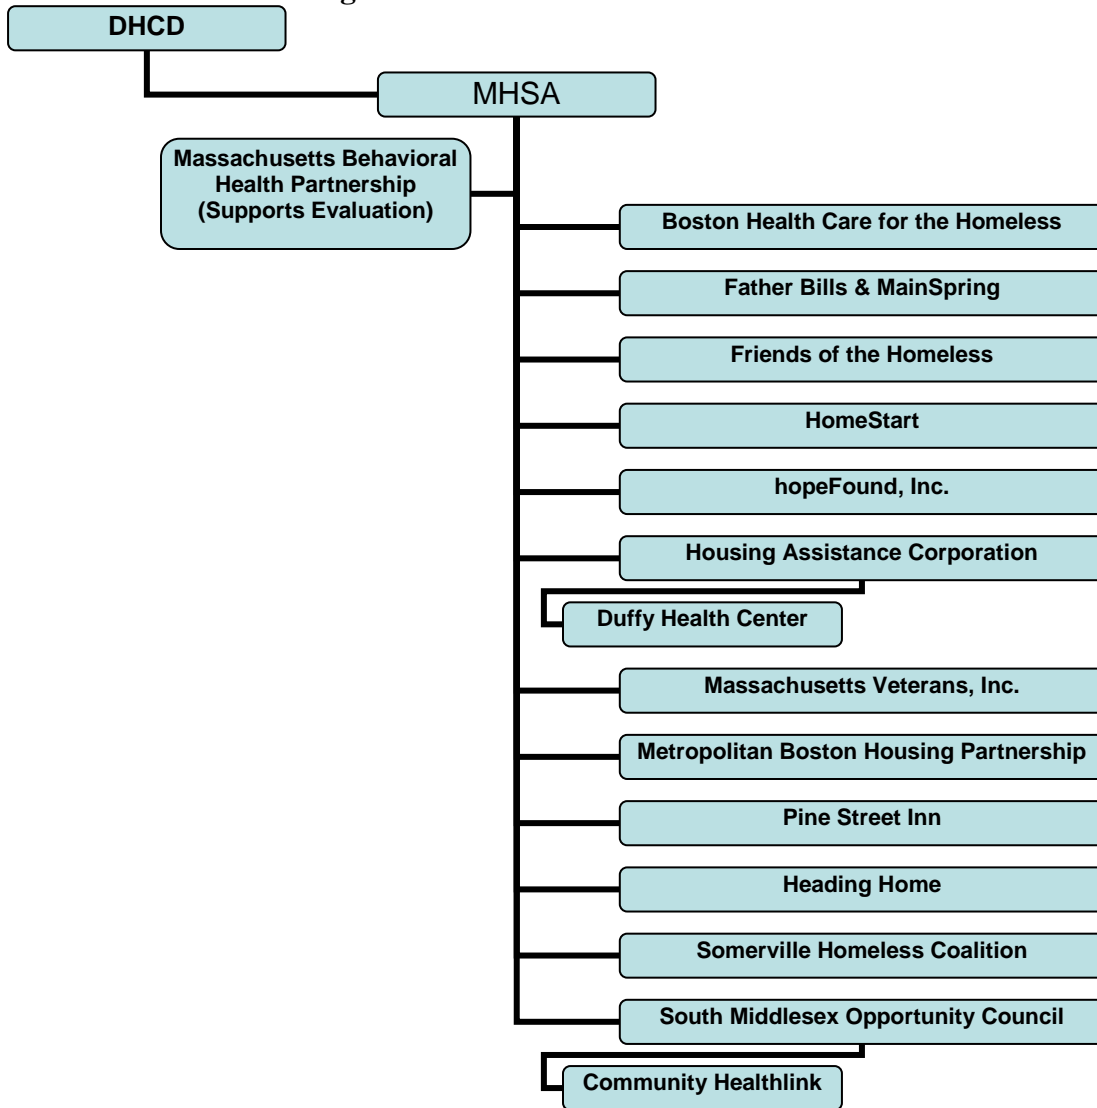 DHCD
MHSA
Massachusetts Behavioral
Health Partnership
(Supports Evaluation)
Boston Health Care for the Homeless
Father Bills & MainSpring
Friends of the Homeless
HomeStart
hopeFound, Inc.
Housing Assistance Corporation
Duffy Health Center
Massachusetts Veterans, Inc.
Metropolitan Boston Housing Partnership
Pine Street Inn
Heading Home
Somerville Homeless Coalition
South Middlesex Opportunity Council
Community Healthlink